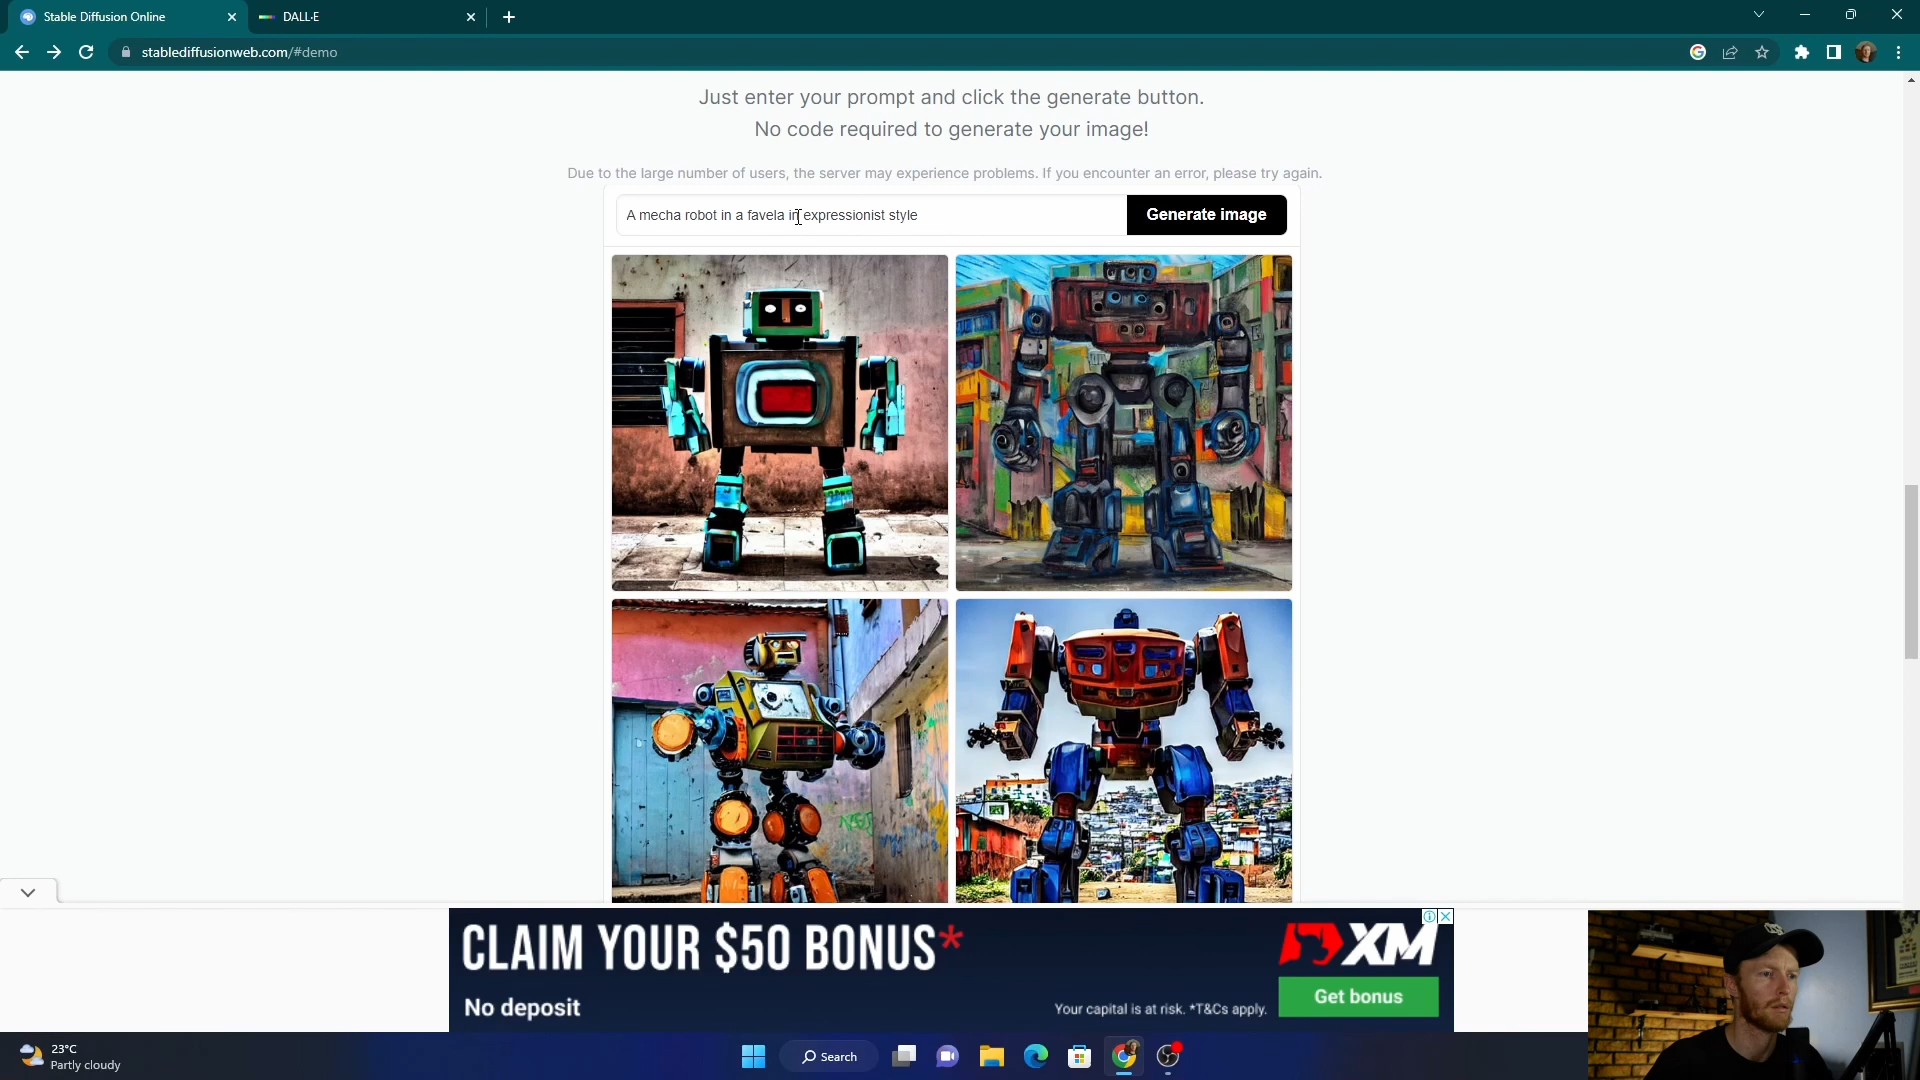 Stable Diffusion Online
DALL·E
stablediffusionweb.com/#demo
Just enter your prompt and click the generate button.
No code required to generate your image!
Due to the large number of users, the server may experience problems. If you encounter an error, please try again.
A mecha robot in a favela in expressionist style
Generate image
CLAIM YOUR $50 BONUS*
No deposit
XM
Get bonus
Your capital is at risk. *T&Cs apply.
23°C
Partly cloudy
Search